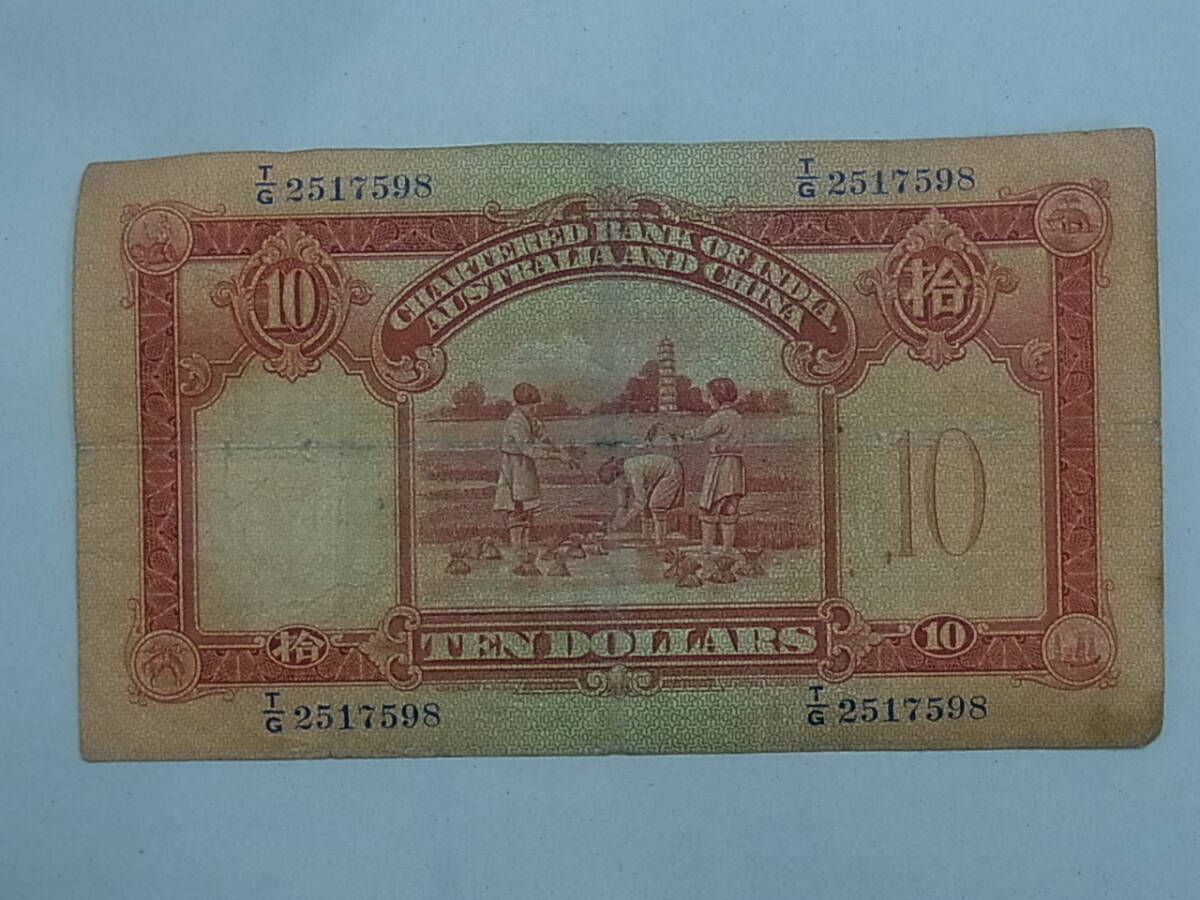 T/G 2517598 T/G 2517598
CHARTERED BANK OF INDIA,
AUSTRALIA AND CHINA
10 拾
10
拾 TEN DOLLARS 10
T/G 2517598 T/G 2517598